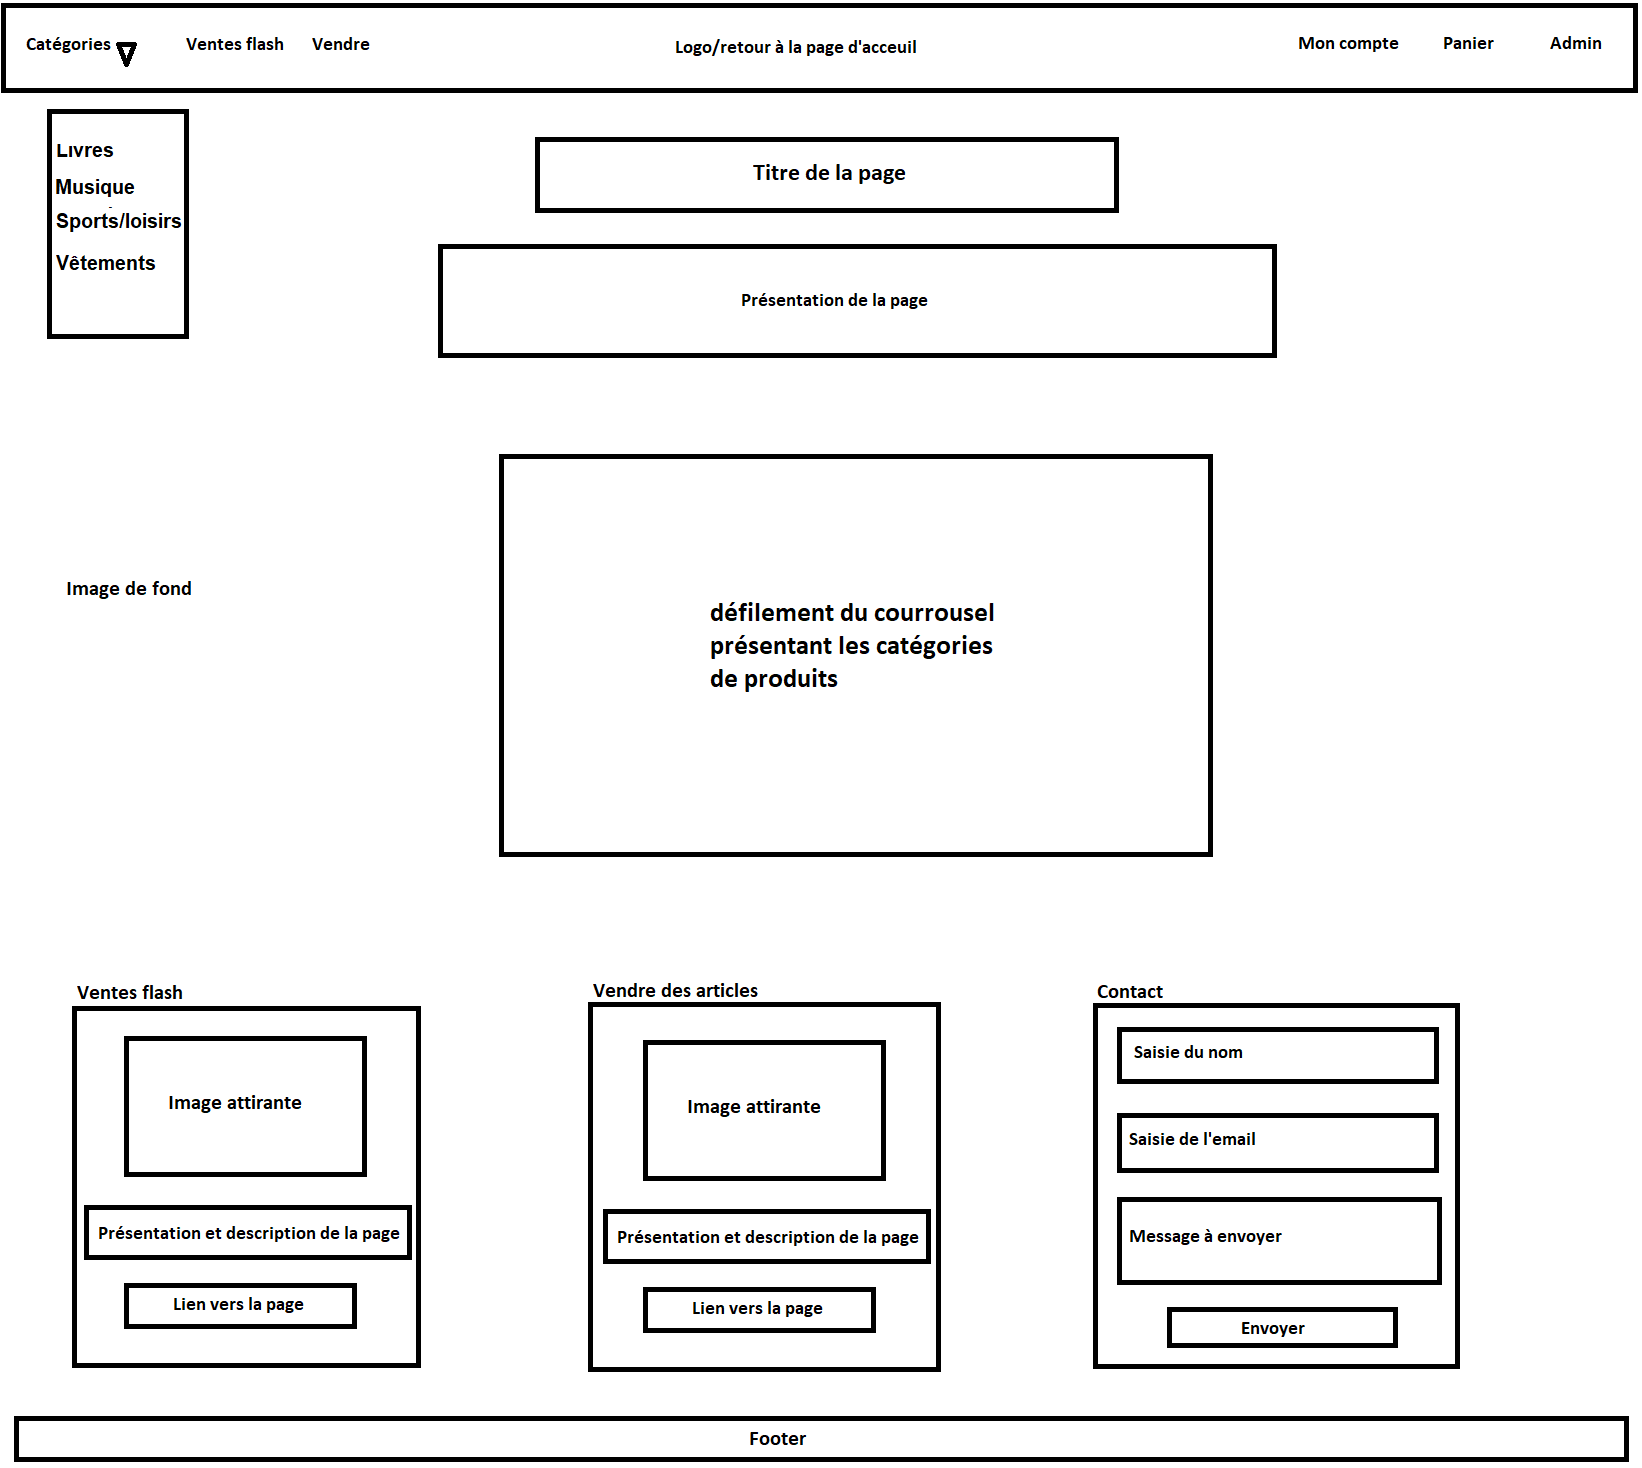 Catégories
Ventes flash
Vendre
Logo/retour à la page d'acceuil
Mon compte
Panier
Admin
Livres
Musique
Sports/loisirs
Vêtements
Titre de la page
Présentation de la page
Image de fond
défilement du courrousel
présentant les catégories
de produits
Ventes flash
Image attirante
Présentation et description de la page
Lien vers la page
Vendre des articles
Image attirante
Présentation et description de la page
Lien vers la page
Contact
Saisie du nom
Saisie de l'email
Message à envoyer
Envoyer
Footer